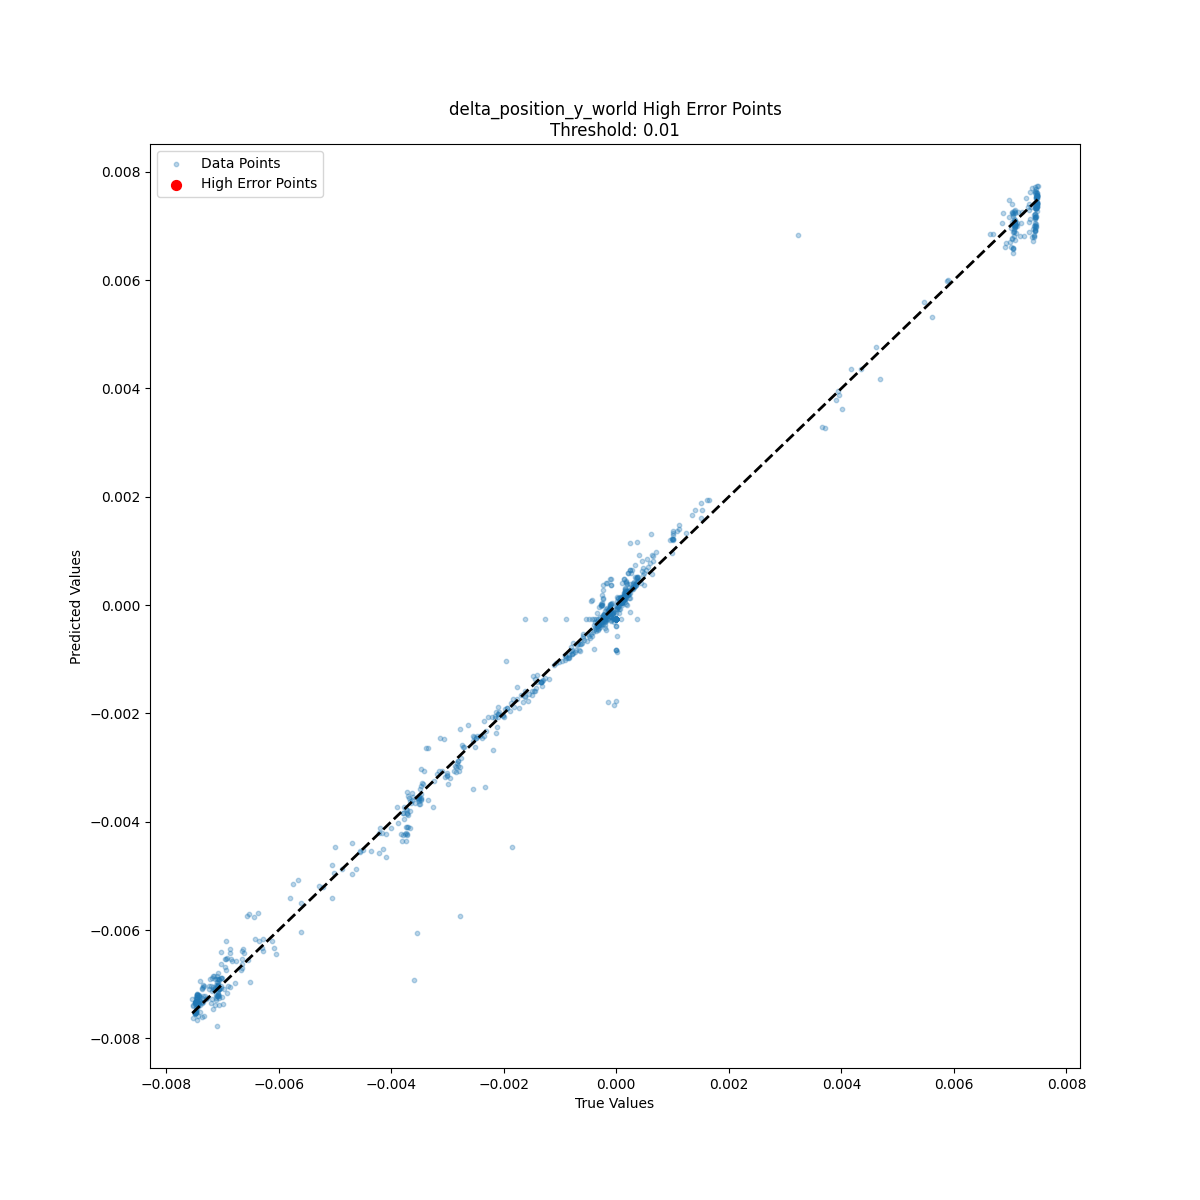 delta_position_y_world High Error Points
Threshold: 0.01
Data Points
High Error Points
0.008
0.006
0.004
0.002
0.000
−0.002
−0.004
−0.006
−0.008
Predicted Values
−0.008 −0.006 −0.004 −0.002 0.000 0.002 0.004 0.006 0.008
True Values